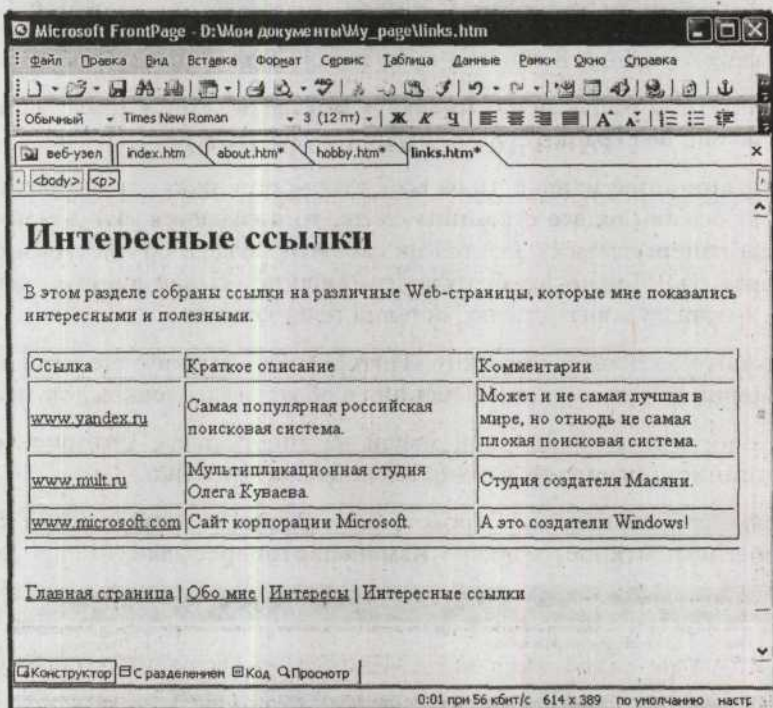 Microsoft FrontPage - D:\Мои документы\My_page\links.htm
Файл Правка Вид Вставка Формат Сервис Таблица Данные Рамки Окно Справка
Обычный Times New Roman 3 (12 пт) Ж К Ч А А
веб-узел index.htm about.htm* hobby.htm* links.htm*
<body> <p>
Интересные ссылки
В этом разделе собраны ссылки на различные Web-страницы, которые мне показались
интересными и полезными.
Ссылка Краткое описание Комментарии
www.yandex.ru Самая популярная российская
поисковая система. Может и не самая лучшая в
мире, но отнюдь не самая
плохая поисковая система.
www.mult.ru Мультипликационная студия
Олега Куваева. Студия создателя Масяни.
www.microsoft.com Сайт корпорации Microsoft. А это создатели Windows!
Главная страница | Обо мне | Интересы | Интересные ссылки
Конструктор С разделением Код Просмотр
0:01 при 56 кбит/с 614 x 389 по умолчанию настр